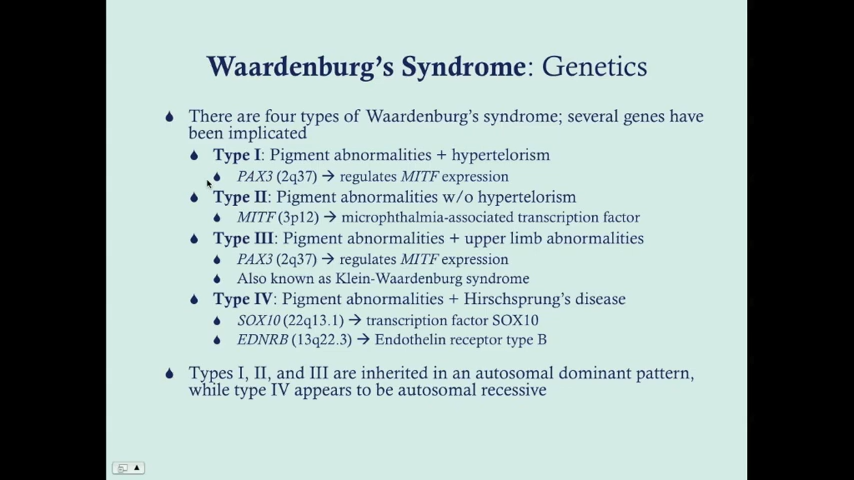 Waardenburg's Syndrome: Genetics
There are four types of Waardenburg's syndrome; several genes have
been implicated
Type I: Pigment abnormalities + hypertelorism
PAX3 (2q37) → regulates MITF expression
Type II: Pigment abnormalities w/o hypertelorism
MITF (3p12) → microphthalmia-associated transcription factor
Type III: Pigment abnormalities + upper limb abnormalities
PAX3 (2q37) → regulates MITF expression
Also known as Klein-Waardenburg syndrome
Type IV: Pigment abnormalities + Hirschsprung's disease
SOX10 (22q13.1) → transcription factor SOX10
EDNRB (13q22.3) → Endothelin receptor type B
Types I, II, and III are inherited in an autosomal dominant pattern,
while type IV appears to be autosomal recessive